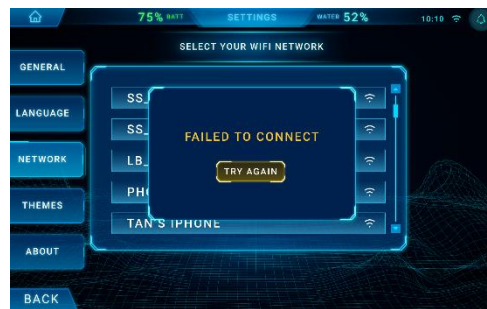 75% BATT SETTINGS WATER 52% 10:10
SELECT YOUR WIFI NETWORK
GENERAL
LANGUAGE
NETWORK
THEMES
ABOUT
BACK
SS_
SS_
LB_
PH
TAN'S IPHONE
FAILED TO CONNECT
TRY AGAIN